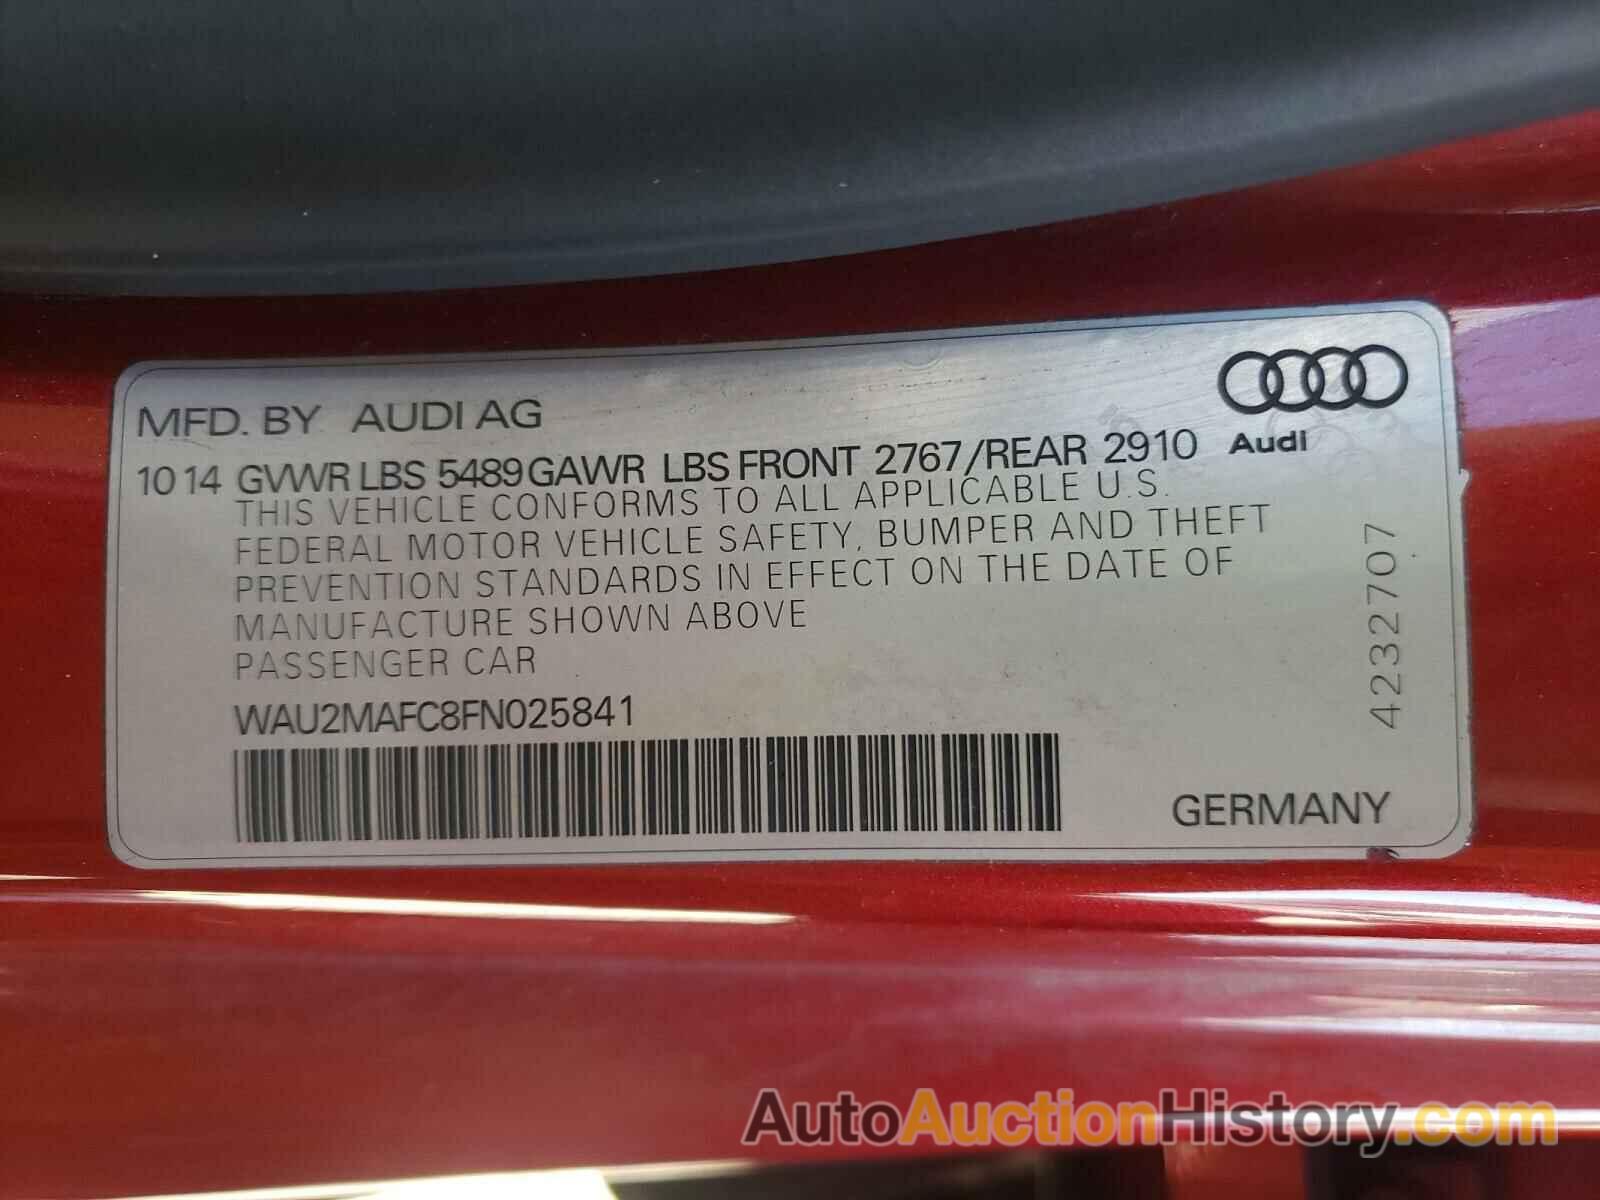 MFD. BY AUDI AG
Audi
10 14 GVWR LBS 5489 GAWR LBS FRONT 2767/REAR 2910
THIS VEHICLE CONFORMS TO ALL APPLICABLE U.S.
FEDERAL MOTOR VEHICLE SAFETY, BUMPER AND THEFT
PREVENTION STANDARDS IN EFFECT ON THE DATE OF
MANUFACTURE SHOWN ABOVE
PASSENGER CAR
WAU2MAFC8FN025841
4232707
GERMANY
AutoAuctionHistory.com